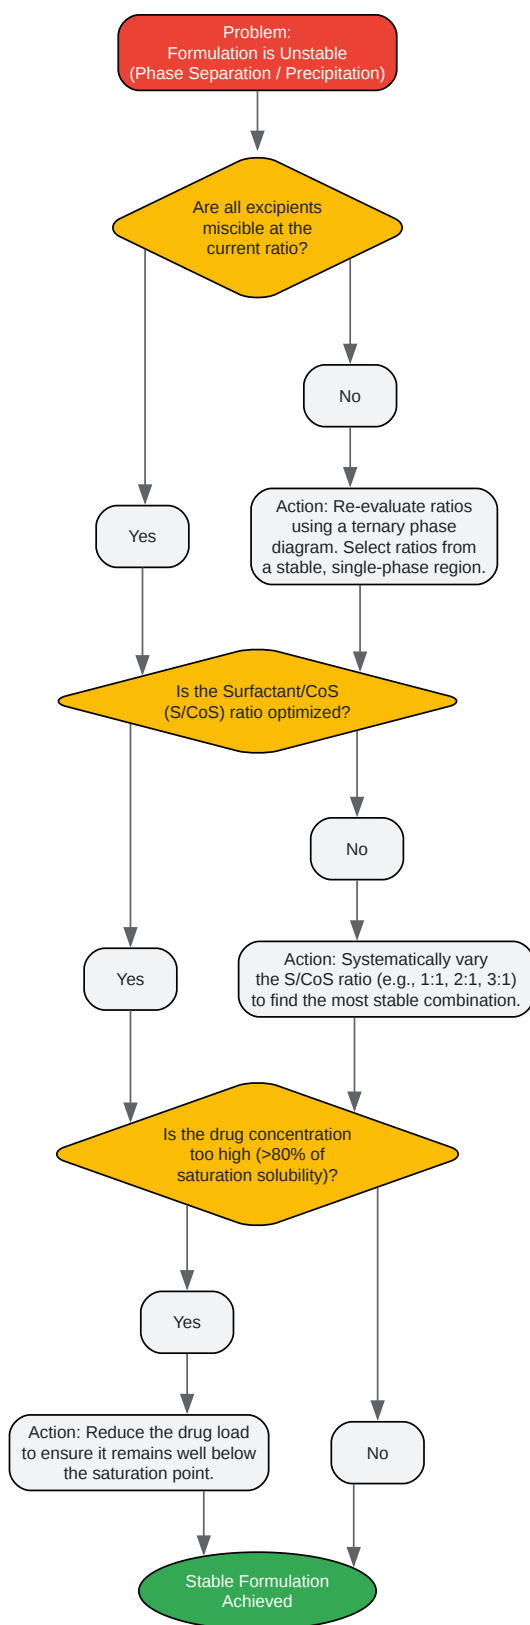 Problem:
Formulation is Unstable
(Phase Separation / Precipitation)
Are all excipients
miscible at the
current ratio?
No
Action: Re-evaluate ratios
using a ternary phase
diagram. Select ratios from
a stable, single-phase region.
Yes
Is the Surfactant/CoS
(S/CoS) ratio optimized?
No
Action: Systematically vary
the S/CoS ratio (e.g., 1:1, 2:1, 3:1)
to find the most stable combination.
Yes
Is the drug concentration
too high (>80% of
saturation solubility)?
Yes
Action: Reduce the drug load
to ensure it remains well below
the saturation point.
No
Stable Formulation
Achieved